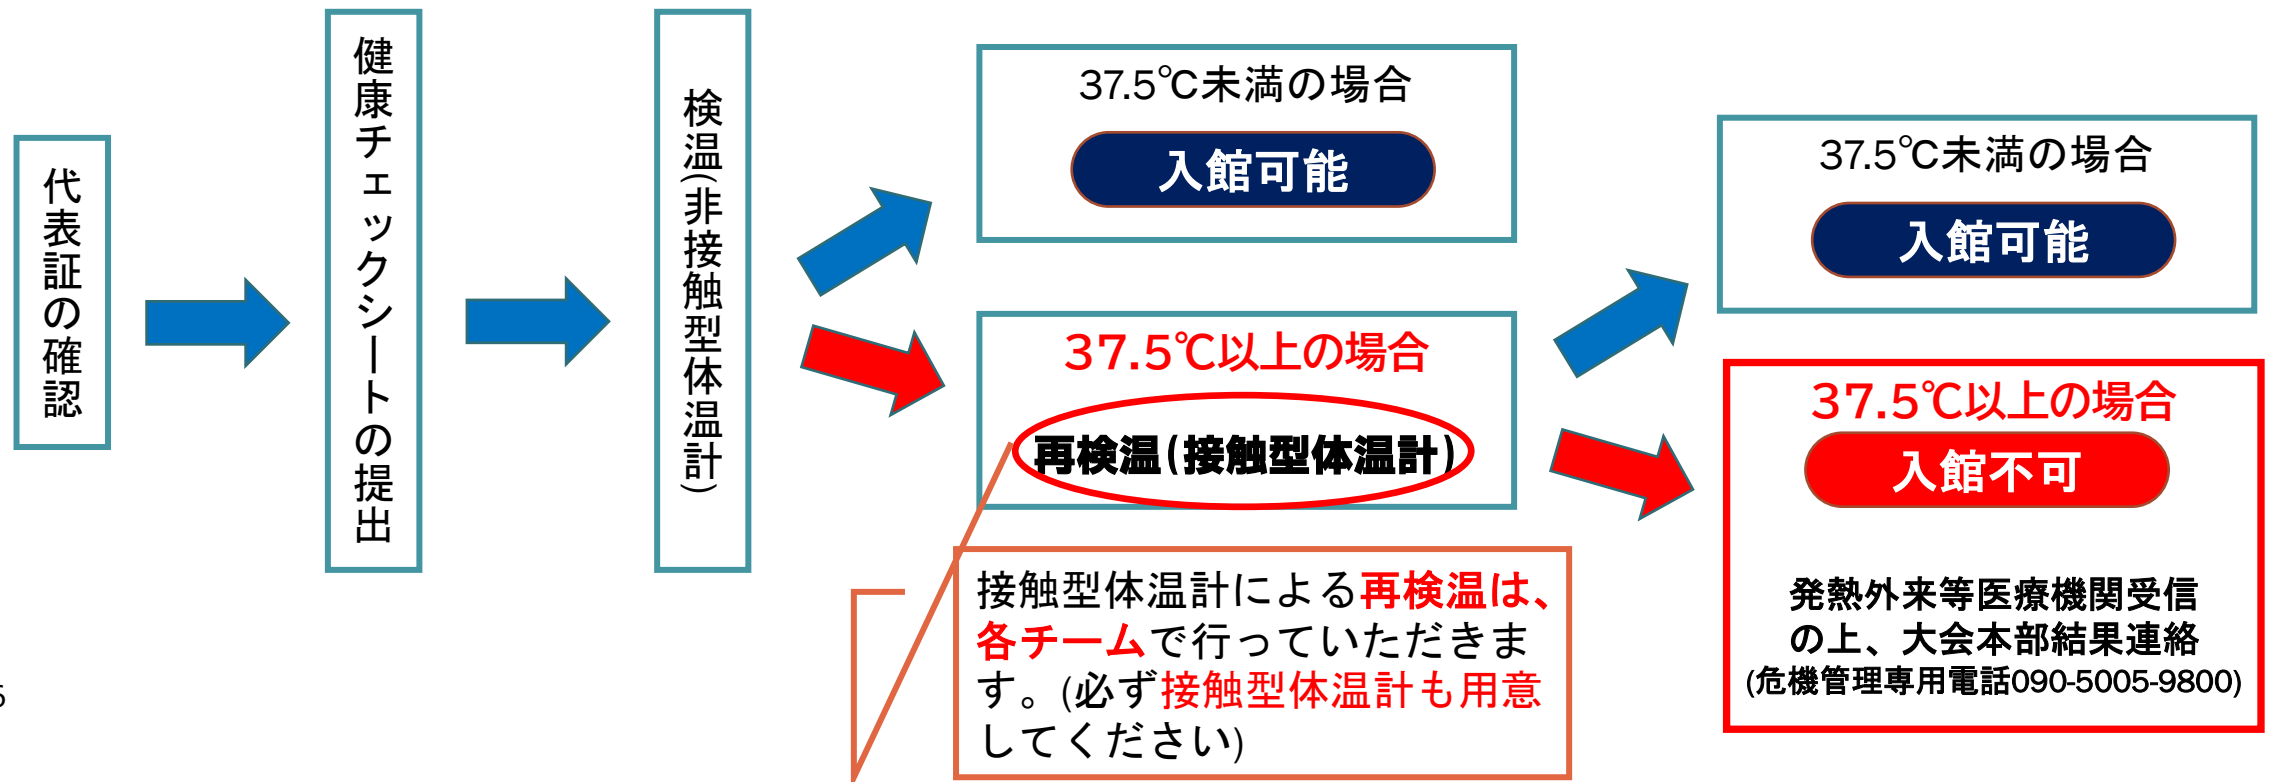 代表証の確認
健康チェックシートの提出
検温(非接触型体温計)
37.5℃未満の場合
入館可能
37.5℃以上の場合
再検温(接触型体温計)
接触型体温計による再検温は、
各チームで行っていただきま
す。(必ず接触型体温計も用意
してください)
37.5℃未満の場合
入館可能
37.5℃以上の場合
入館不可
発熱外来等医療機関受信
の上、大会本部結果連絡
(危機管理専用電話090-5005-9800)